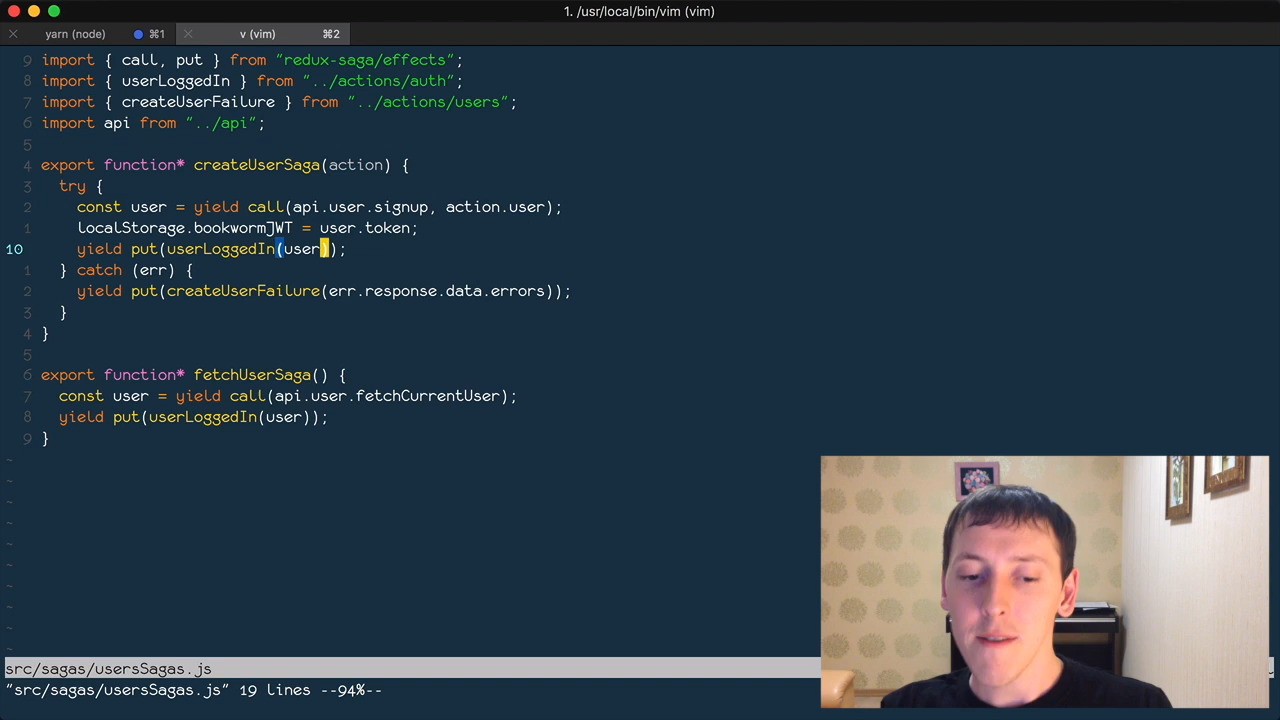 1. /usr/local/bin/vim (vim)
yarn (node) ⌘1 v (vim) ⌘2
9 import { call, put } from "redux-saga/effects";
8 import { userLoggedIn } from "../actions/auth";
7 import { createUserFailure } from "../actions/users";
6 import api from "../api";
5
4 export function* createUserSaga(action) {
3 try {
2 const user = yield call(api.user.signup, action.user);
1 localStorage.bookwormJWT = user.token;
10 yield put(userLoggedIn(user));
1 } catch (err) {
2 yield put(createUserFailure(err.response.data.errors));
3 }
4 }
5
6 export function* fetchUserSaga() {
7 const user = yield call(api.user.fetchCurrentUser);
8 yield put(userLoggedIn(user));
9 }
~
~
~
~
~
~
~
~
~
~
src/sagas/usersSagas.js
"src/sagas/usersSagas.js" 19 lines --94%--